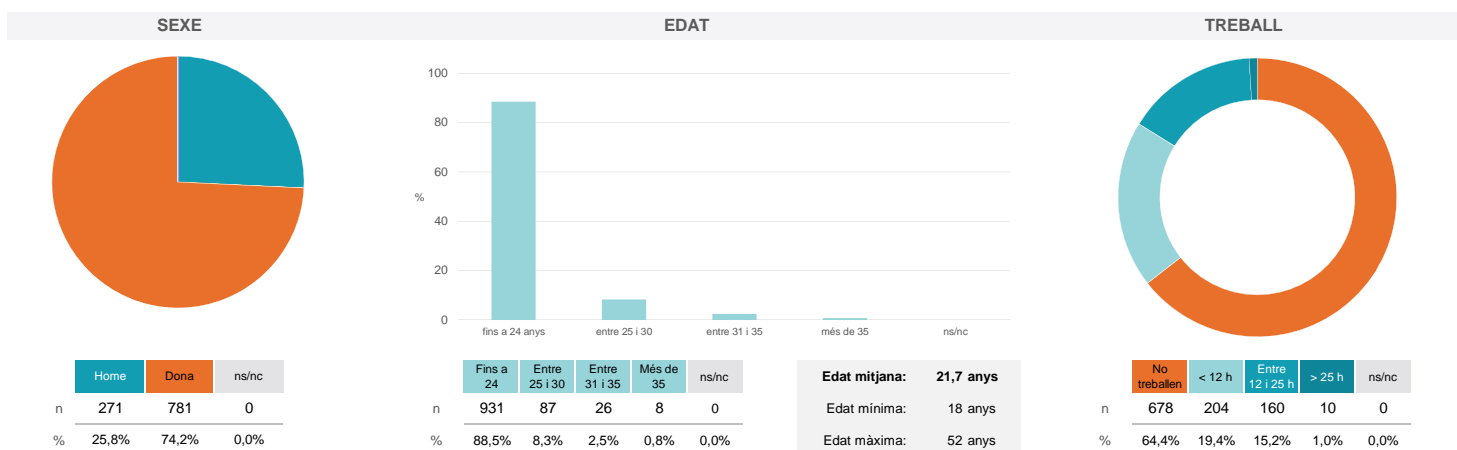 SEXE
EDAT
TREBALL
100
80
60
40
20
0
%
fins a 24 anys
entre 25 i 30
entre 31 i 35
més de 35
ns/nc
Home Dona ns/nc
n 271 781 0
% 25,8% 74,2% 0,0%
Fins a 24
Entre 25 i 30
Entre 31 i 35
Més de 35
ns/nc
n 931 87 26 8 0
% 88,5% 8,3% 2,5% 0,8% 0,0%
Edat mitjana: 21,7 anys
Edat mínima: 18 anys
Edat màxima: 52 anys
No treballen
< 12 h
Entre 12 i 25 h
> 25 h
ns/nc
n 678 204 160 10 0
% 64,4% 19,4% 15,2% 1,0% 0,0%